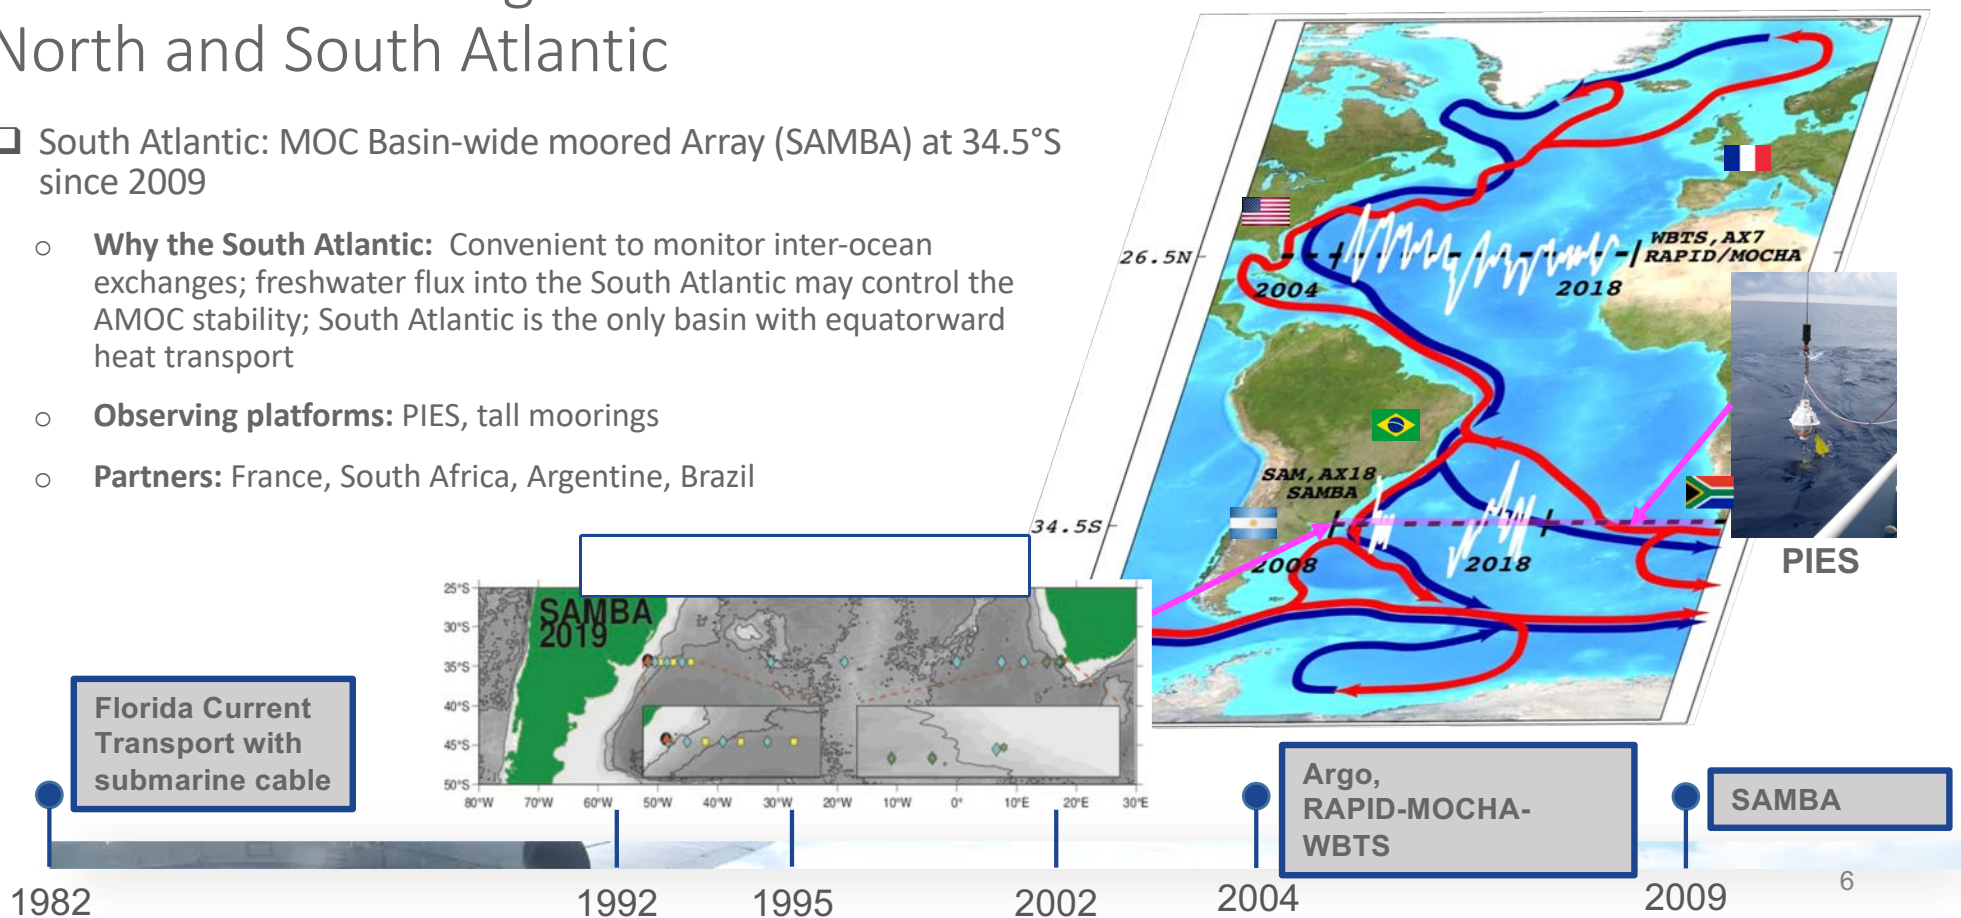 North and South Atlantic
South Atlantic: MOC Basin-wide moored Array (SAMBA) at 34.5°S
since 2009
o Why the South Atlantic: Convenient to monitor inter-ocean
exchanges; freshwater flux into the South Atlantic may control the
AMOC stability; South Atlantic is the only basin with equatorward
heat transport
o Observing platforms: PIES, tall moorings
o Partners: France, South Africa, Argentine, Brazil
26.5N
WBTS, AX7
RAPID/MOCHA
2004
2018
SAM, AX18
SAMBA
34.5S
2008
2018
PIES
SAMBA
2019
25°S
30°S
35°S
40°S
45°S
50°S
80°W 70°W 60°W 50°W 40°W 30°W 20°W 10°W 0° 10°E 20°E 30°E
Florida Current
Transport with
submarine cable
Argo,
RAPID-MOCHA-
WBTS
SAMBA
1982
1992
1995
2002
2004
2009
6